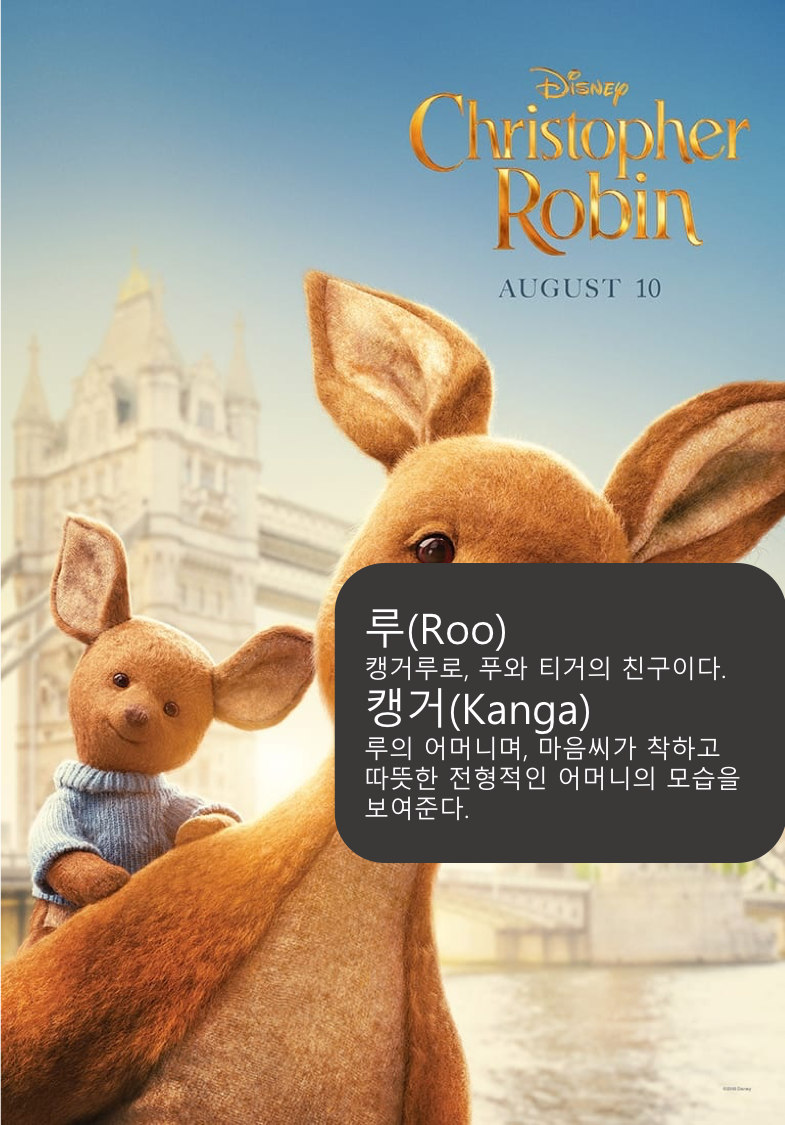 Disney
Christopher
Robin
AUGUST 10
루(Roo)
캥거루로, 푸와 티거의 친구이다.
캥거(Kanga)
루의 어머니며, 마음씨가 착하고
따뜻한 전형적인 어머니의 모습을
보여준다.
©2018 Disney